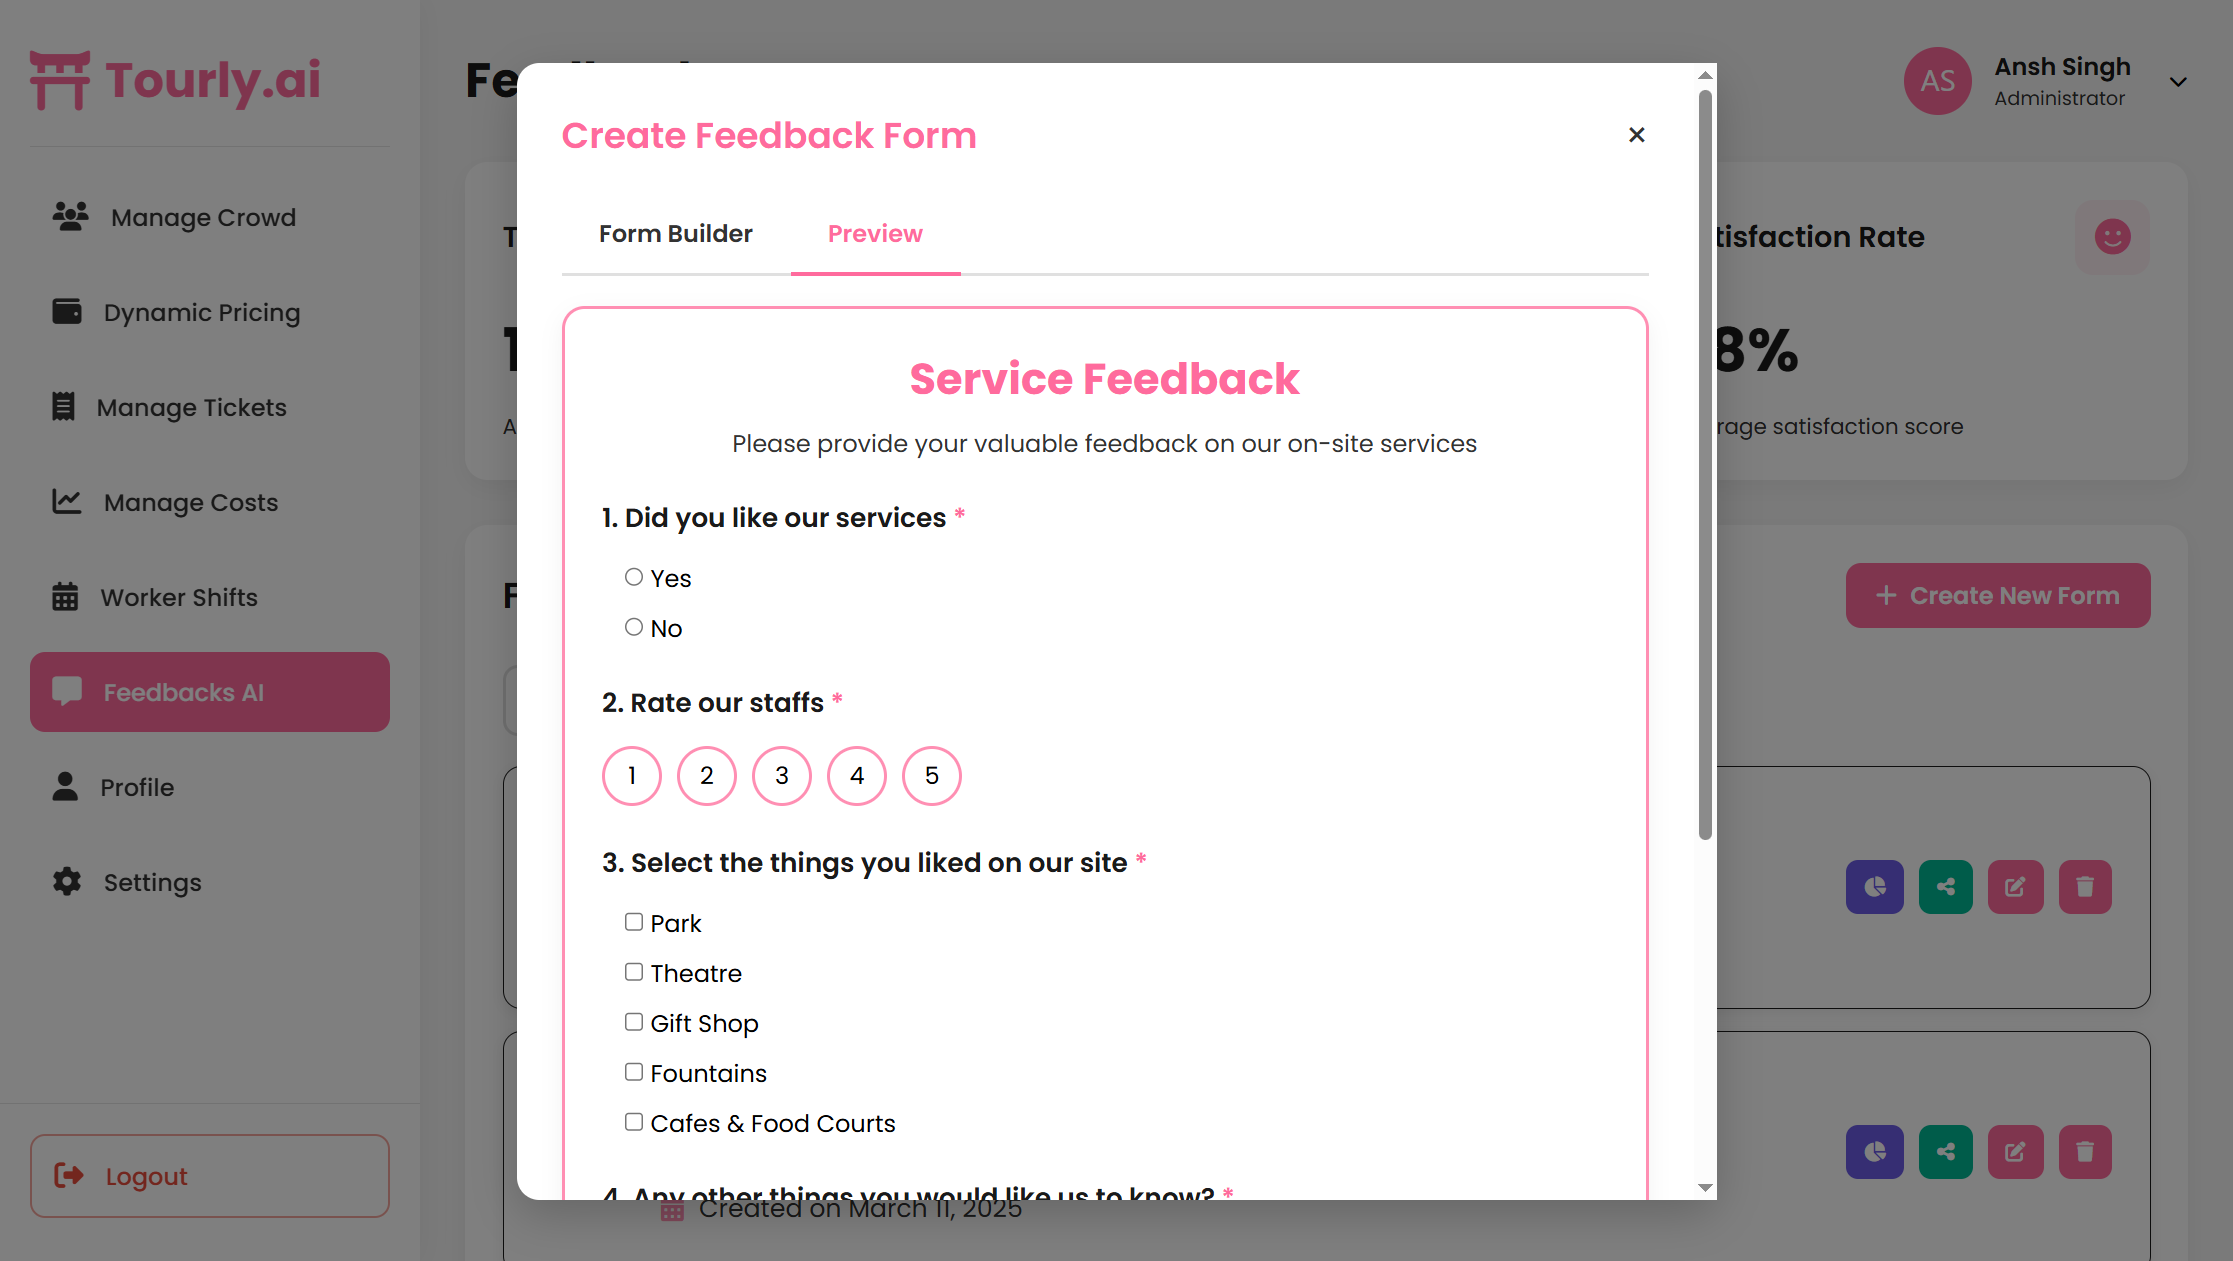 Tourly.ai
Manage Crowd
Dynamic Pricing
Manage Tickets
Manage Costs
Worker Shifts
Feedbacks AI
Profile
Settings
Logout
AS
Ansh Singh
Administrator
Create Feedback Form
×
Form Builder
Preview
Service Feedback
Please provide your valuable feedback on our on-site services
1. Did you like our services *
Yes
No
2. Rate our staffs *
1 2 3 4 5
3. Select the things you liked on our site *
Park
Theatre
Gift Shop
Fountains
Cafes & Food Courts
4. Any other things you would like us to know? *
Rate
8%
satisfaction score
+ Create New Form
Created on March 11, 2025